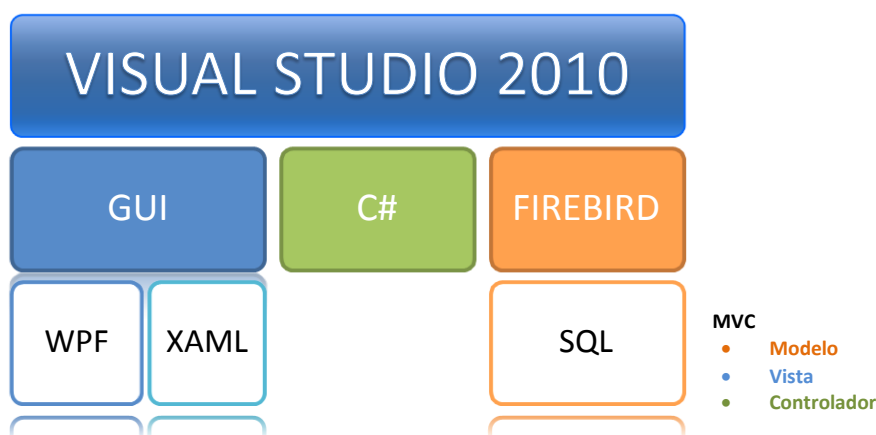 VISUAL STUDIO 2010
GUI
C#
FIREBIRD
WPF
XAML
SQL
MVC
• Modelo
• Vista
• Controlador